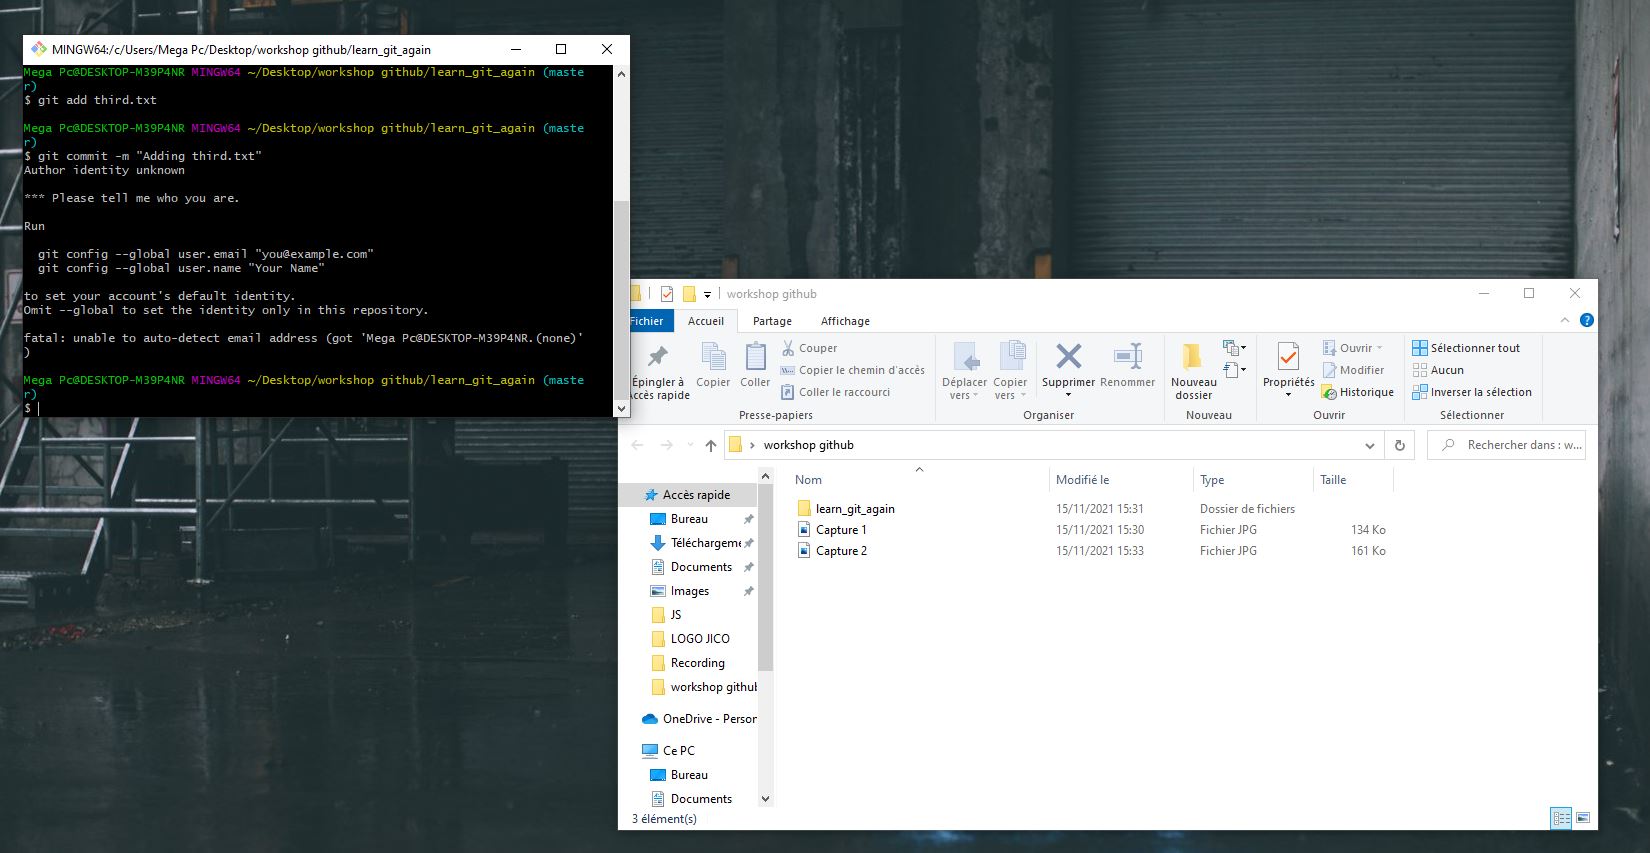 MINGW64:/c/Users/Mega Pc/Desktop/workshop github/learn_git_again
Mega Pc@DESKTOP-M39P4NR MINGW64 ~/Desktop/workshop github/learn_git_again (maste
r)
$ git add third.txt
Mega Pc@DESKTOP-M39P4NR MINGW64 ~/Desktop/workshop github/learn_git_again (maste
r)
$ git commit -m "Adding third.txt"
Author identity unknown
*** Please tell me who you are.
Run
git config --global user.email "you@example.com"
git config --global user.name "Your Name"
to set your account's default identity.
Omit --global to set the identity only in this repository.
fatal: unable to auto-detect email address (got 'Mega Pc@DESKTOP-M39P4NR.(none)'
)
Mega Pc@DESKTOP-M39P4NR MINGW64 ~/Desktop/workshop github/learn_git_again (maste
r)
$
workshop github
Fichier Accueil Partage Affichage
Épingler à
Accès rapide
Copier
Coller
Couper
Copier le chemin d'accès
Coller le raccourci
Presse-papiers
Déplacer
vers
Copier
vers
Supprimer
Renommer
Organiser
Nouveau
dossier
Nouveau
Propriétés
Ouvrir
Modifier
Historique
Ouvrir
Sélectionner tout
Aucun
Inverser la sélection
Sélectionner
workshop github
Rechercher dans : w...
Accès rapide
Bureau
Téléchargeme
Documents
Images
JS
LOGO JICO
Recording
workshop github
OneDrive - Person
Ce PC
Bureau
Documents
Nom Modifié le Type Taille
learn_git_again 15/11/2021 15:31 Dossier de fichiers
Capture 1 15/11/2021 15:30 Fichier JPG 134 Ko
Capture 2 15/11/2021 15:33 Fichier JPG 161 Ko
3 élément(s)